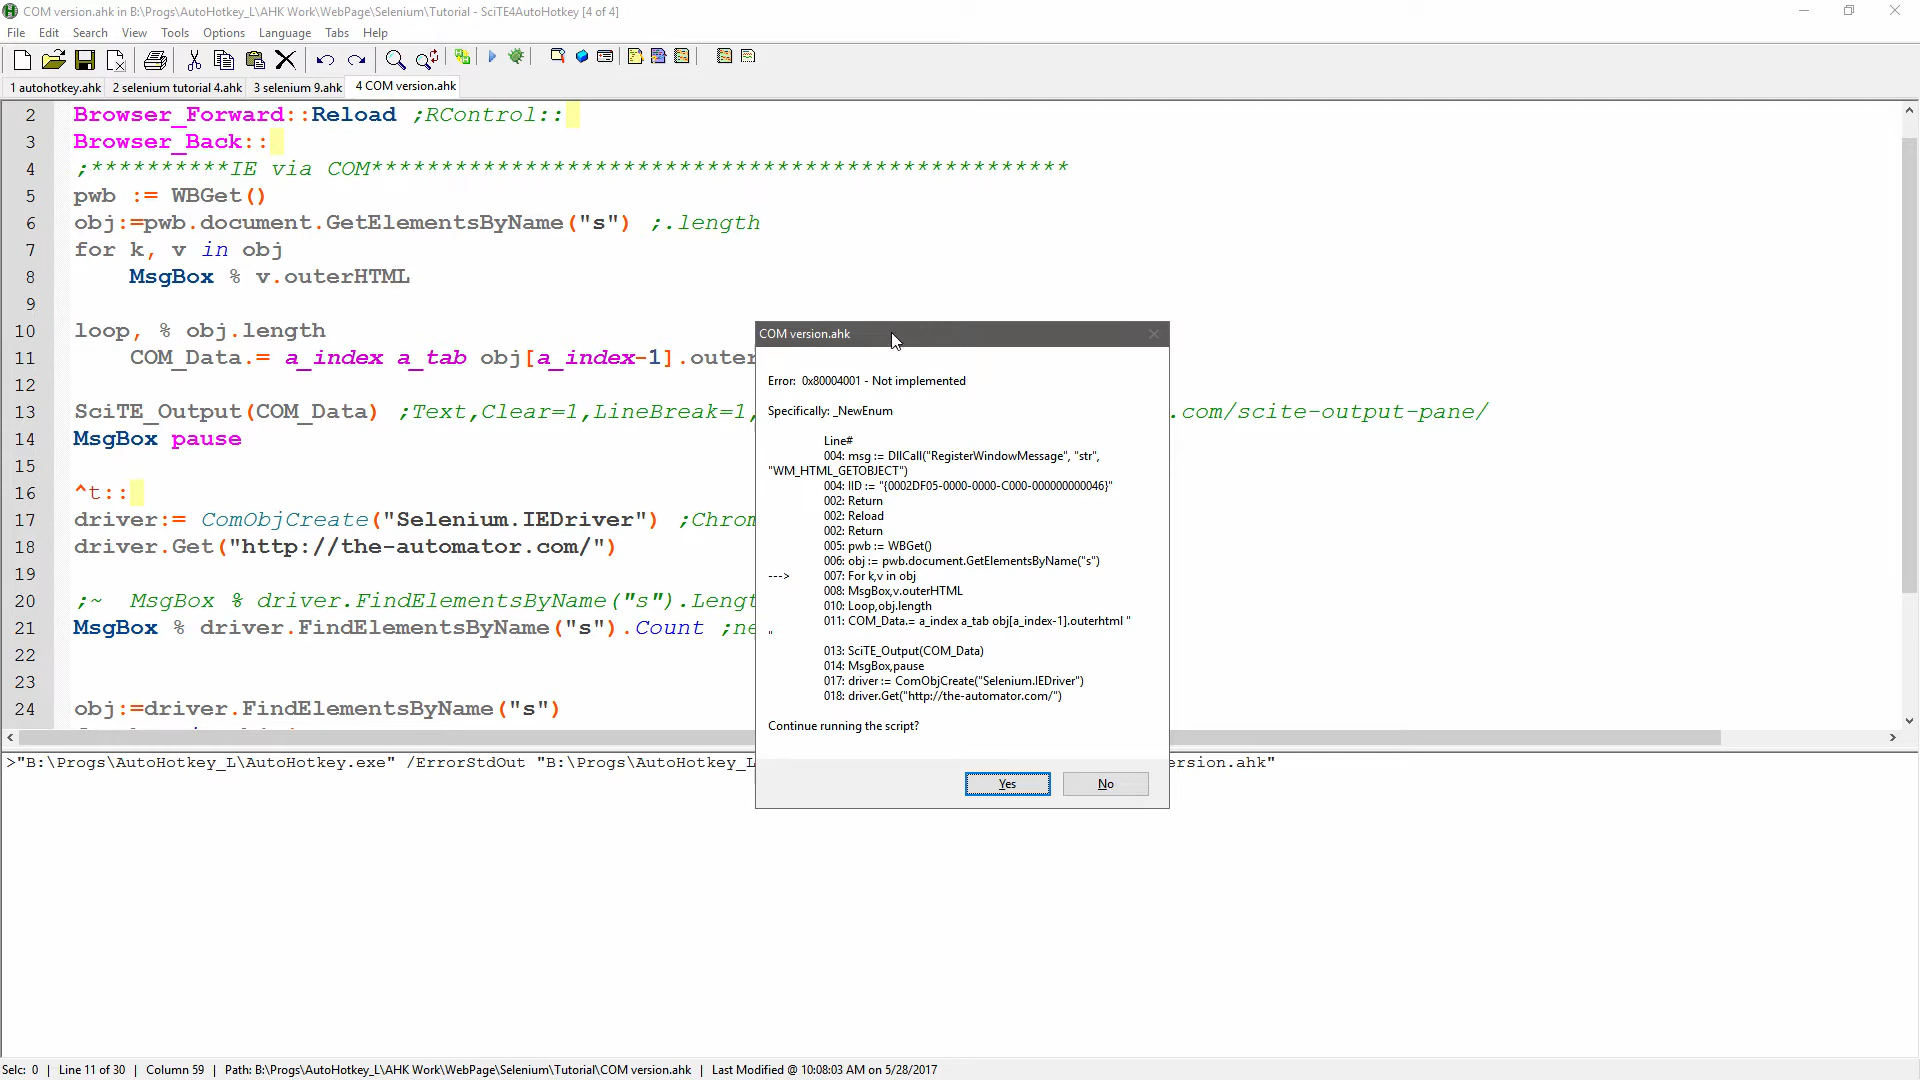 COM version.ahk in B:\Progs\AutoHotkey_L\AHK Work\WebPage\Selenium\Tutorial - SciTE4AutoHotkey [4 of 4]
File Edit Search View Tools Options Language Tabs Help
1 autohotkey.ahk 2 selenium tutorial 4.ahk 3 selenium 9.ahk 4 COM version.ahk
2 Browser_Forward::Reload ;RControl::
3 Browser_Back::
4 ;**********IE via COM**************************************************
5 pwb := WBGet()
6 obj:=pwb.document.GetElementsByName("s") ;.length
7 for k, v in obj
8 MsgBox % v.outerHTML
9
10 loop, % obj.length
11 COM_Data.= a_index a_tab obj[a_index-1].outer
12
13 SciTE_Output(COM_Data) ;Text,Clear=1,LineBreak=1, .com/scite-output-pane/
14 MsgBox pause
15
16 ^t::
17 driver:= ComObjCreate("Selenium.IEDriver") ;Chrom
18 driver.Get("http://the-automator.com/")
19
20 ;~ MsgBox % driver.FindElementsByName("s").Lengt
21 MsgBox % driver.FindElementsByName("s").Count ;ne
22
23
24 obj:=driver.FindElementsByName("s")
COM version.ahk
Error: 0x80004001 - Not implemented
Specifically: _NewEnum
Line#
004: msg := DllCall("RegisterWindowMessage", "str",
"WM_HTML_GETOBJECT")
004: IID := "{0002DF05-0000-0000-C000-000000000046}"
002: Return
002: Reload
002: Return
005: pwb := WBGet()
006: obj := pwb.document.GetElementsByName("s")
---> 007: For k,v in obj
008: MsgBox,v.outerHTML
010: Loop,obj.length
011: COM_Data.= a_index a_tab obj[a_index-1].outerhtml "
"
013: SciTE_Output(COM_Data)
014: MsgBox,pause
017: driver := ComObjCreate("Selenium.IEDriver")
018: driver.Get("http://the-automator.com/")
Continue running the script?
Yes No
>"B:\Progs\AutoHotkey_L\AutoHotkey.exe" /ErrorStdOut "B:\Progs\AutoHotkey_L ersion.ahk"
Selc: 0 | Line 11 of 30 | Column 59 | Path: B:\Progs\AutoHotkey_L\AHK Work\WebPage\Selenium\Tutorial\COM version.ahk | Last Modified @ 10:08:03 AM on 5/28/2017